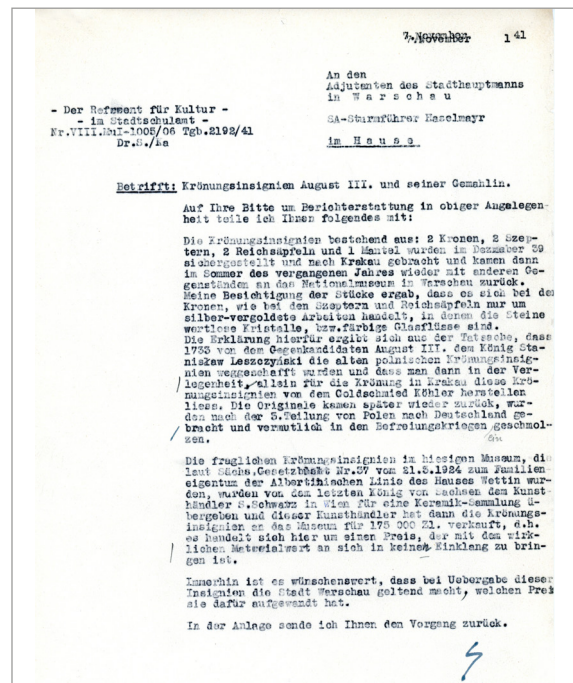 7.November 1 41
An den
Adjutanten des Stadthauptmanns
in W a r s c h a u
- Der Referent für Kultur -
- im Stadtschulamt -
SA-Sturmführer Haselmayr
Nr.VIII.MuI-1005/06 Tgb.2192/41
Dr.S./Ka
im H a u s e
Betrifft: Krönungsinsignien August III. und seiner Gemahlin.
Auf Ihre Bitte um Berichterstattung in obiger Angelegen-
heit teile ich Ihnen folgendes mit:
Die Krönungsinsignien bestehend aus: 2 Kronen, 2 Szep-
tern, 2 Reichsäpfeln und 1 Mantel wurden im Dezember 39
sichergestellt und nach Krakau gebracht und kamen dann
im Sommer des vergangenen Jahres wieder mit anderen Ge-
genständen an das Nationalmuseum in Warschau zurück.
Meine Besichtigung der Stücke ergab, dass es sich bei den
Kronen, wie bei den Szeptern und Reichsäpfeln nur um
silber-vergoldete Arbeiten handelt, in denen die Steine
wertlose Kristalle, bzw.färbige Glasflüsse sind.
Die Erklärung hierfür ergibt sich aus der Tatsache, dass
1733 von dem Gegenkandidaten August III. dem König Sta-
nisław Leszczyński die alten polnischen Krönungsinsig-
nien weggeschafft wurden und dass man dann in der Ver-
legenheit, allein für die Krönung in Krakau diese Krö-
nungsinsignien von dem Goldschmied Köhler herstellen
liess. Die Originale kamen später wieder zurück, wur-
den nach der 3.Teilung von Polen nach Deutschland ge-
bracht und vermutlich in den Befreiungskriegen geschmol-
zen. ein
Die fraglichen Krönungsinsignien im hiesigen Museum, die
laut Sächs.Gesetzblatt Nr.37 vom 21.5.1924 zum Familien-
eigentum der Albertinischen Linie des Hauses Wettin wur-
den, wurden von dem letzten König von Sachsen dem Kunst-
händler S.Schwarz in Wien für eine Keramik-Sammlung ü-
bergeben und dieser Kunsthändler hat dann die Krönungs-
insignien an das Museum für 175 000 Zl. verkauft, d.h.
es handelt sich hier um einen Preis, der mit dem wirk-
lichen Materialwert an sich in keinen Einklang zu brin-
gen ist.
Immerhin ist es wünschenswert, dass bei Uebergabe dieser
Insignien die Stadt Warschau geltend macht, welchen Preis
sie dafür aufgewandt hat.
In der Anlage sende ich Ihnen den Vorgang zurück.